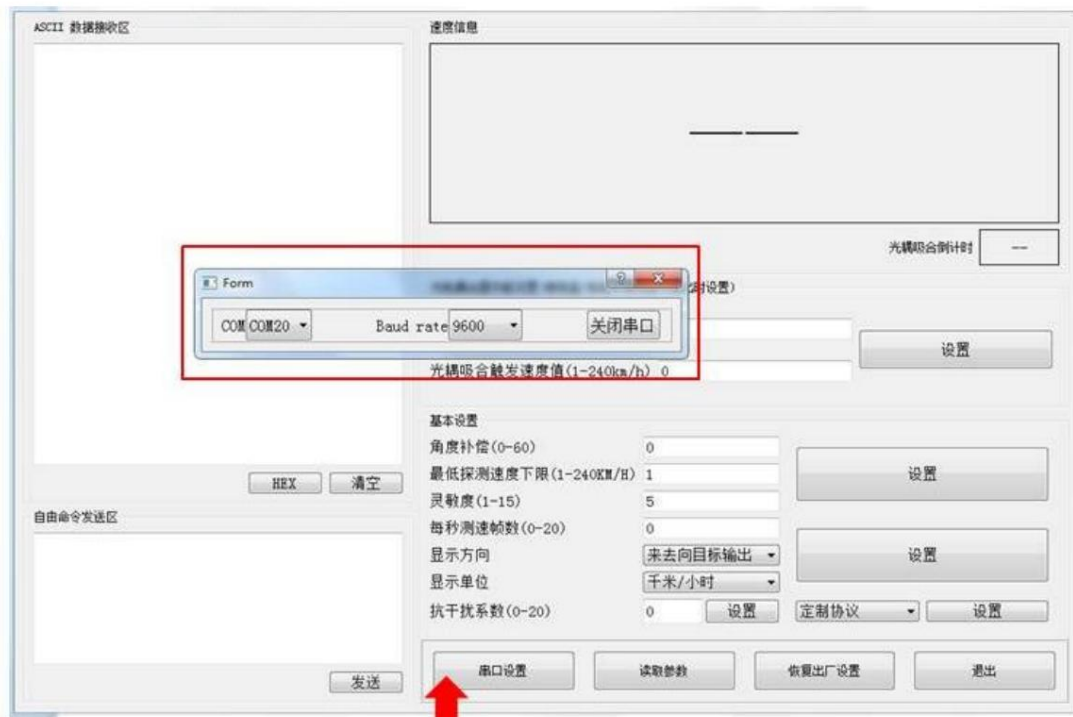 ASCII 数据接收区
HEX
清空
自由命令发送区
发送
速度信息
—— ——
光耦吸合倒计时 --
时设置)
设置
光耦吸合触发速度值(1-240km/h) 0
Form
COM COM20
Baud rate 9600
关闭串口
基本设置
角度补偿(0-60) 0
最低探测速度下限(1-240KM/H) 1
灵敏度(1-15) 5
设置
每秒测速帧数(0-20) 0
显示方向 来去向目标输出
显示单位 千米/小时
设置
抗干扰系数(0-20) 0 设置 定制协议 设置
串口设置 读取参数 恢复出厂设置 退出